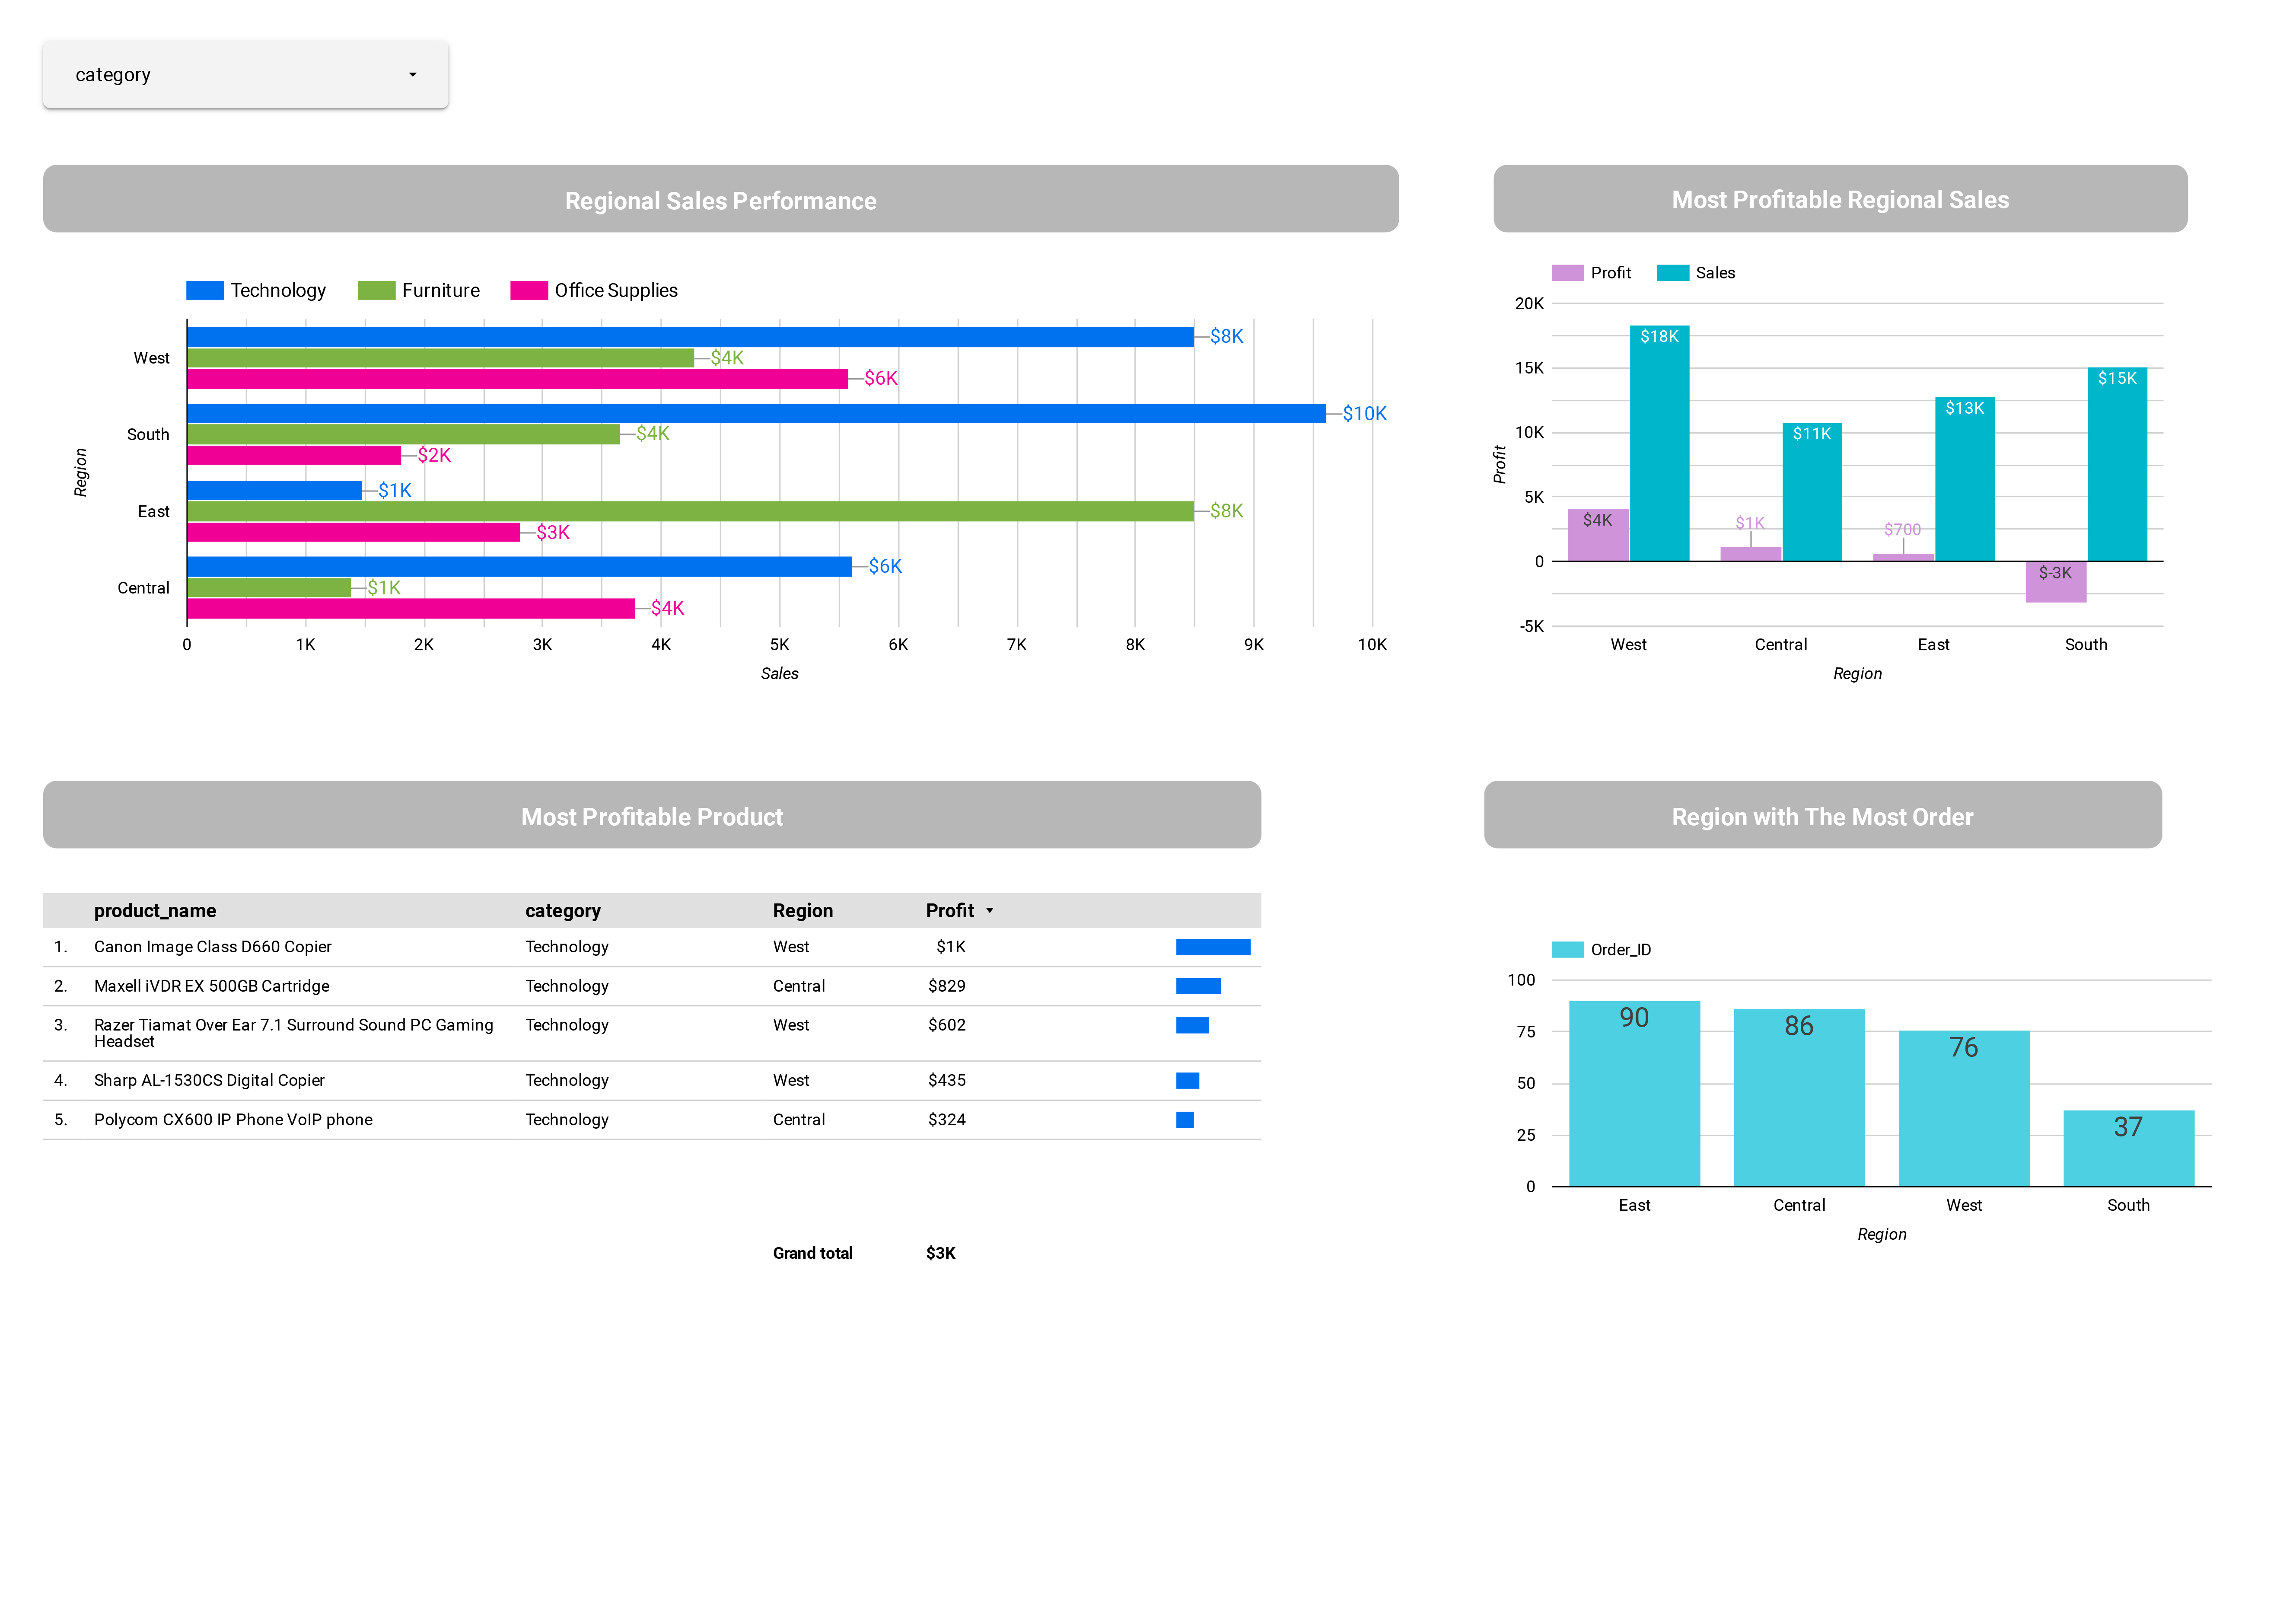 category
Regional Sales Performance
Technology Furniture Office Supplies
West
$8K
$4K
$6K
South
$10K
$4K
$2K
East
$1K
$8K
$3K
Central
$6K
$1K
$4K
Region
0 1K 2K 3K 4K 5K 6K 7K 8K 9K 10K
Sales
Most Profitable Regional Sales
Profit Sales
20K
15K
10K
5K
0
-5K
Profit
$4K $18K
$1K $11K
$700 $13K
$-3K $15K
West Central East South
Region
Most Profitable Product
product_name category Region Profit
1. Canon Image Class D660 Copier Technology West $1K
2. Maxell iVDR EX 500GB Cartridge Technology Central $829
3. Razer Tiamat Over Ear 7.1 Surround Sound PC Gaming Technology West $602
Headset
4. Sharp AL-1530CS Digital Copier Technology West $435
5. Polycom CX600 IP Phone VoIP phone Technology Central $324
Grand total $3K
Region with The Most Order
Order_ID
100
75
50
25
0
90 86 76 37
East Central West South
Region